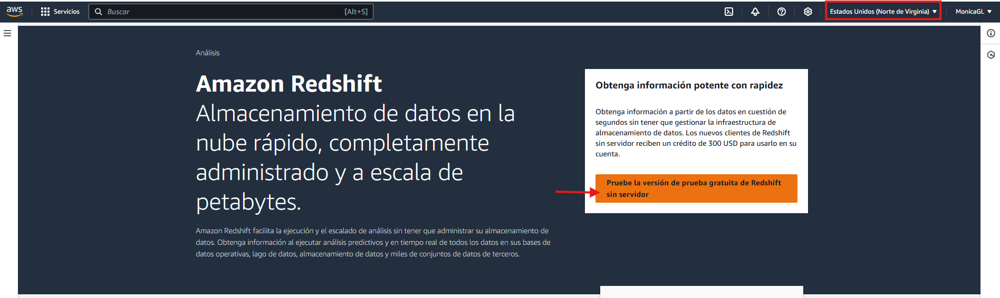 aws
Servicios
Buscar
[Alt+S]
Estados Unidos (Norte de Virginia)
MonicaGL
Análisis
Amazon Redshift
Almacenamiento de datos en la
nube rápido, completamente
administrado y a escala de
petabytes.
Amazon Redshift facilita la ejecución y el escalado de análisis sin tener que administrar su almacenamiento de
datos. Obtenga información al ejecutar análisis predictivos y en tiempo real de todos los datos en sus bases de
datos operativas, lago de datos, almacenamiento de datos y miles de conjuntos de datos de terceros.
Obtenga información potente con rapidez
Obtenga información a partir de los datos en cuestión de
segundos sin tener que gestionar la infraestructura de
almacenamiento de datos. Los nuevos clientes de Redshift
sin servidor reciben un crédito de 300 USD para usarlo en su
cuenta.
Pruebe la versión de prueba gratuita de Redshift
sin servidor